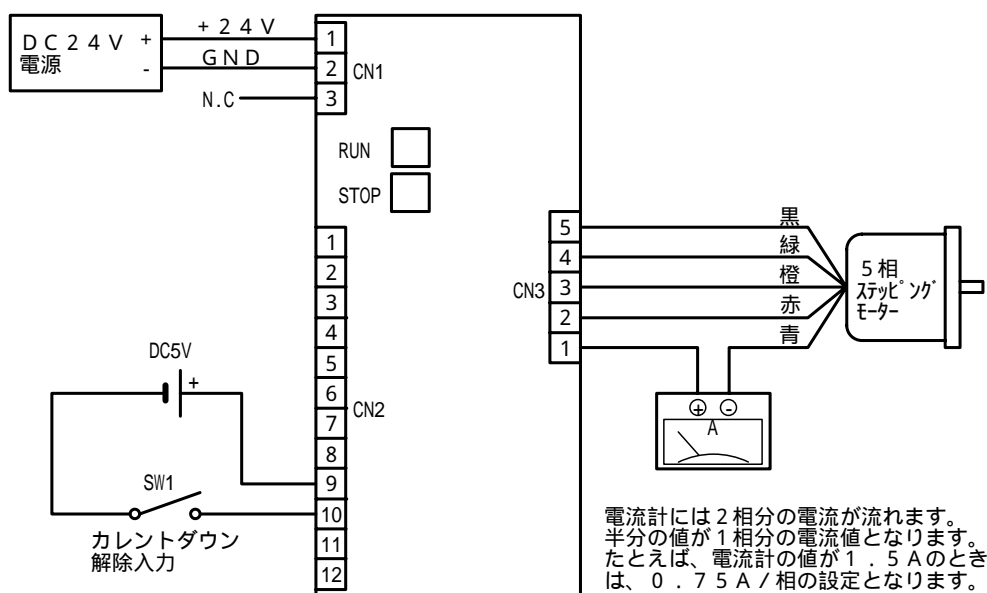 DC24V +
電源 -
+24V
GND
N.C
1
2
3
CN1
RUN
STOP
1
2
3
4
5
6
7
8
9
10
11
12
CN2
DC5V
+
SW1
カレントダウン
解除入力
5
4
3
2
1
CN3
黒
緑
橙
赤
青
5相
ステッピング
モーター
+ -
A
電流計には2相分の電流が流れます。
半分の値が1相分の電流値となります。
たとえば、電流計の値が1.5Aのとき
は、0.75A/相の設定となります。